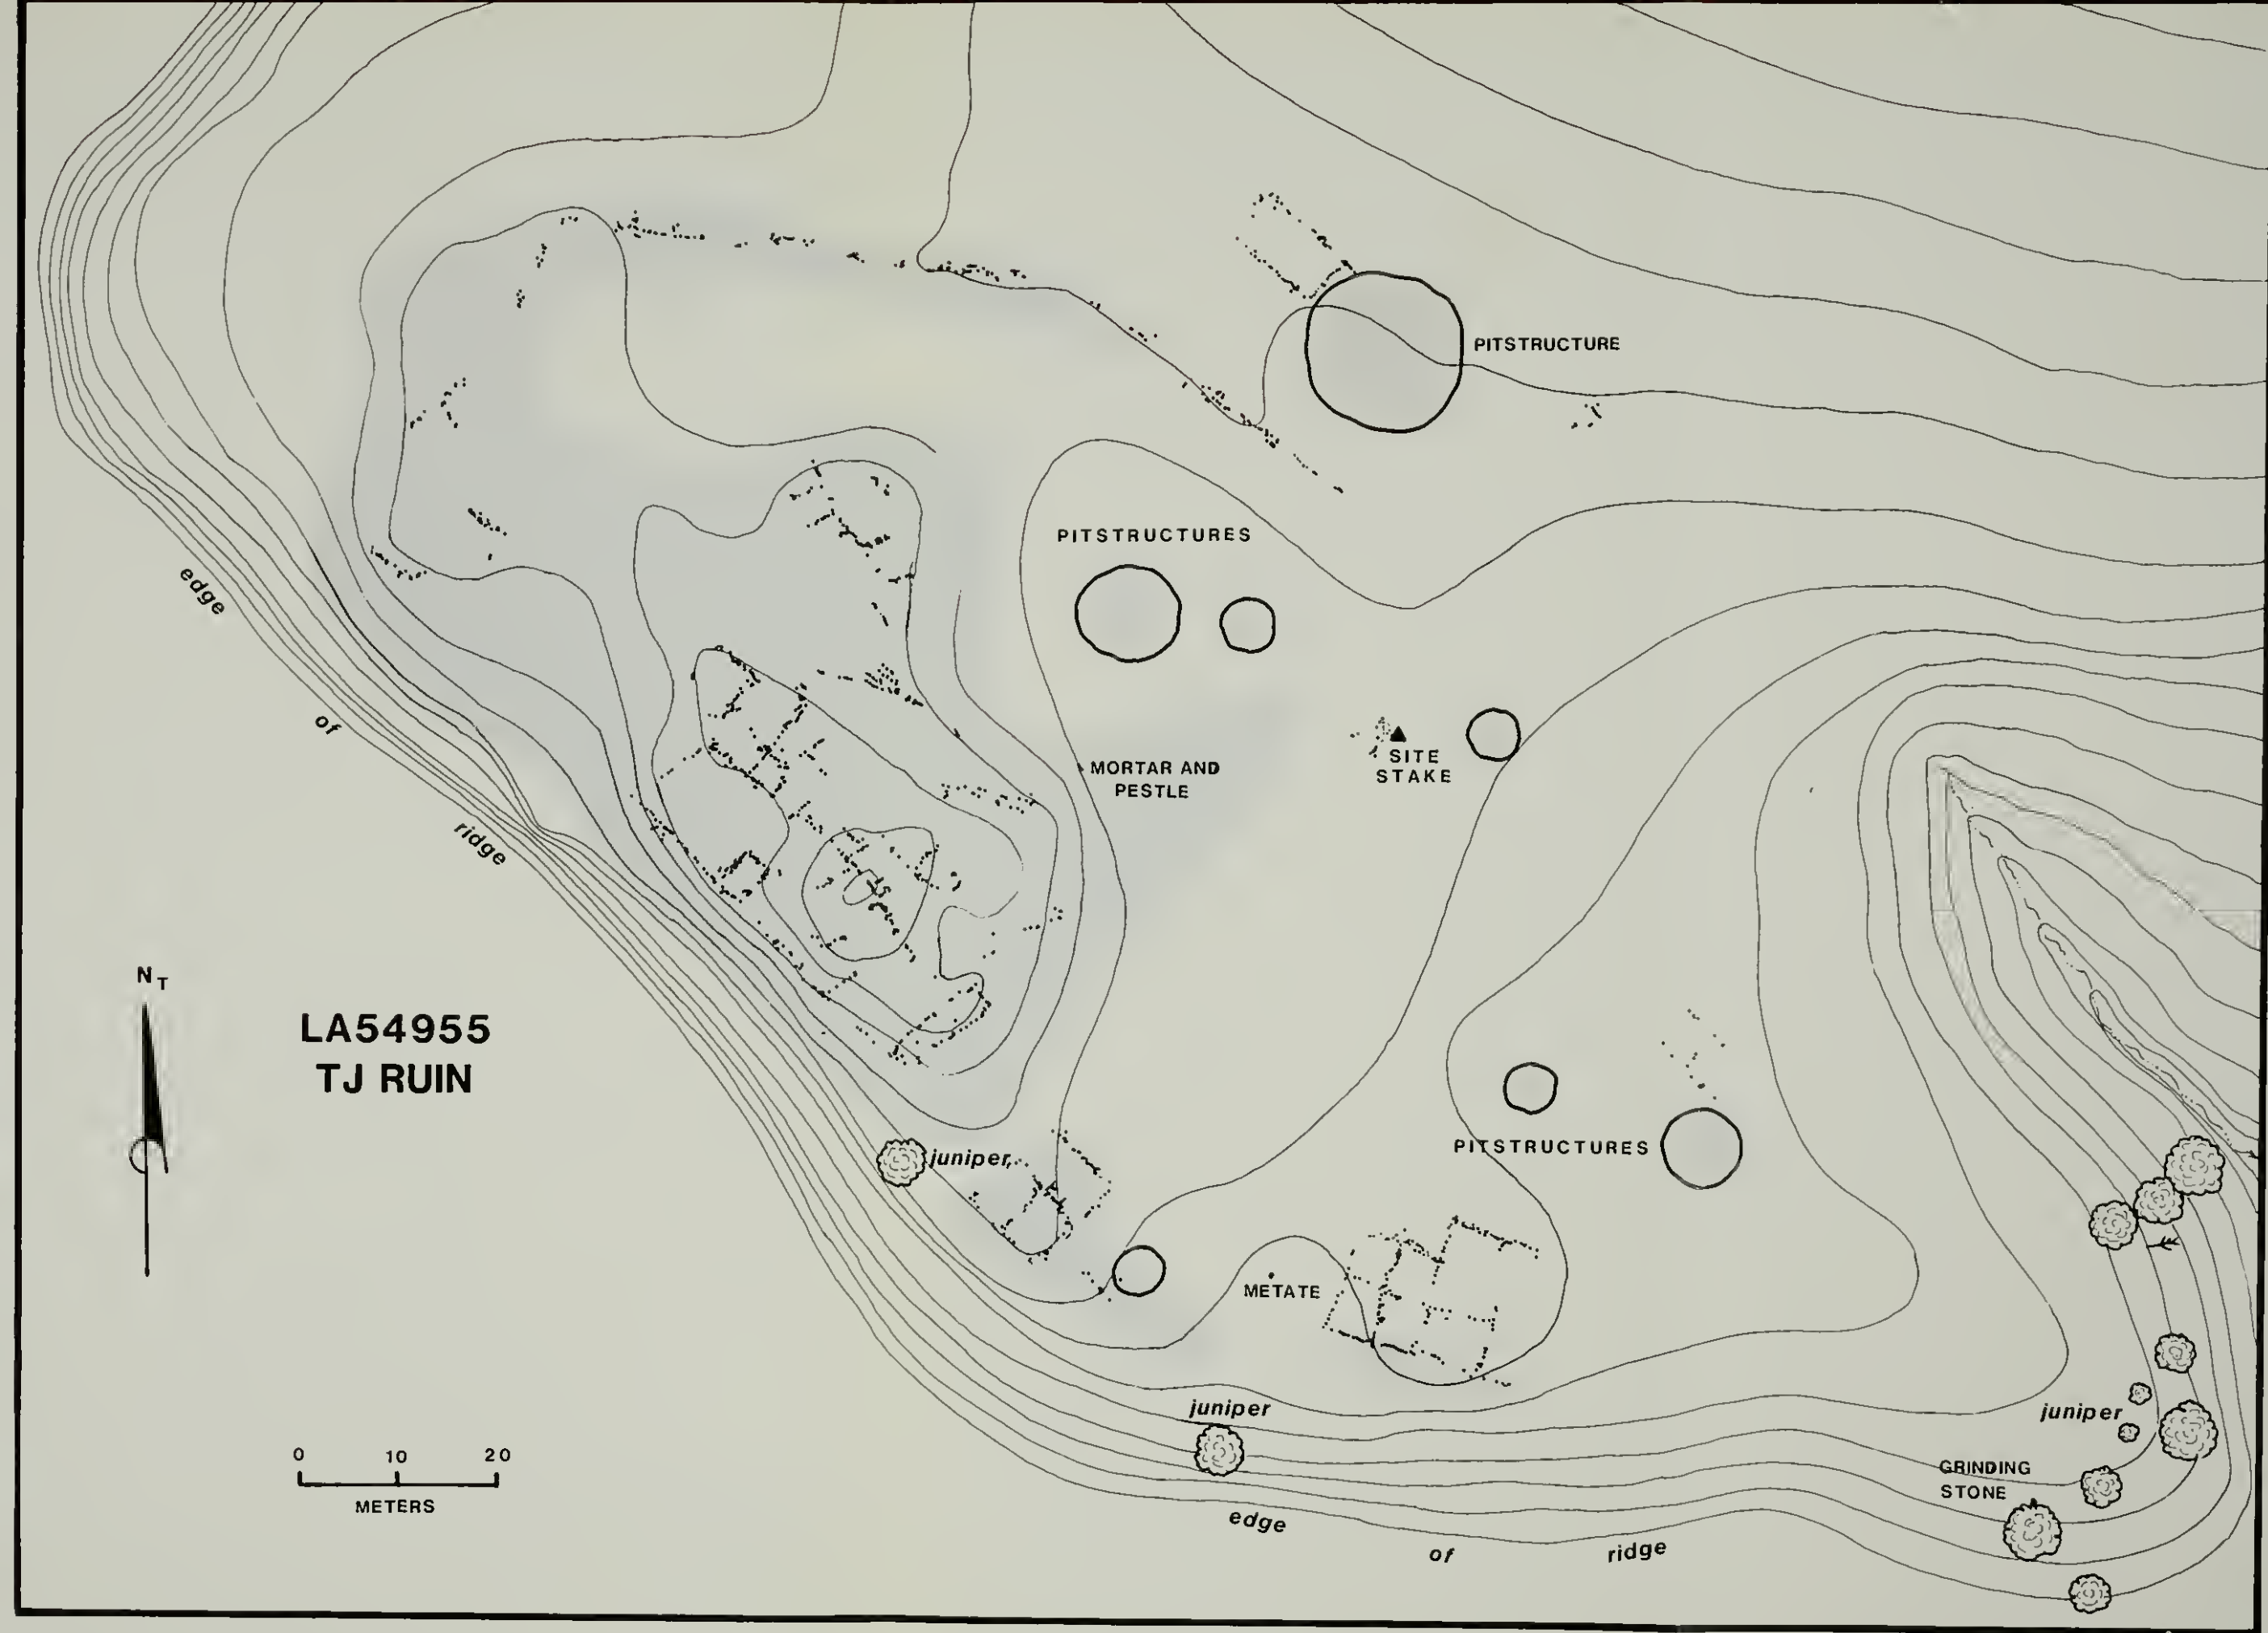 PITSTRUCTURE
PITSTRUCTURES
edge
of
ridge
MORTAR AND
PESTLE
SITE
STAKE
N T
LA54955
TJ RUIN
juniper
PITSTRUCTURES
METATE
juniper
juniper
GRINDING
STONE
0 10 20
METERS
edge
of
ridge